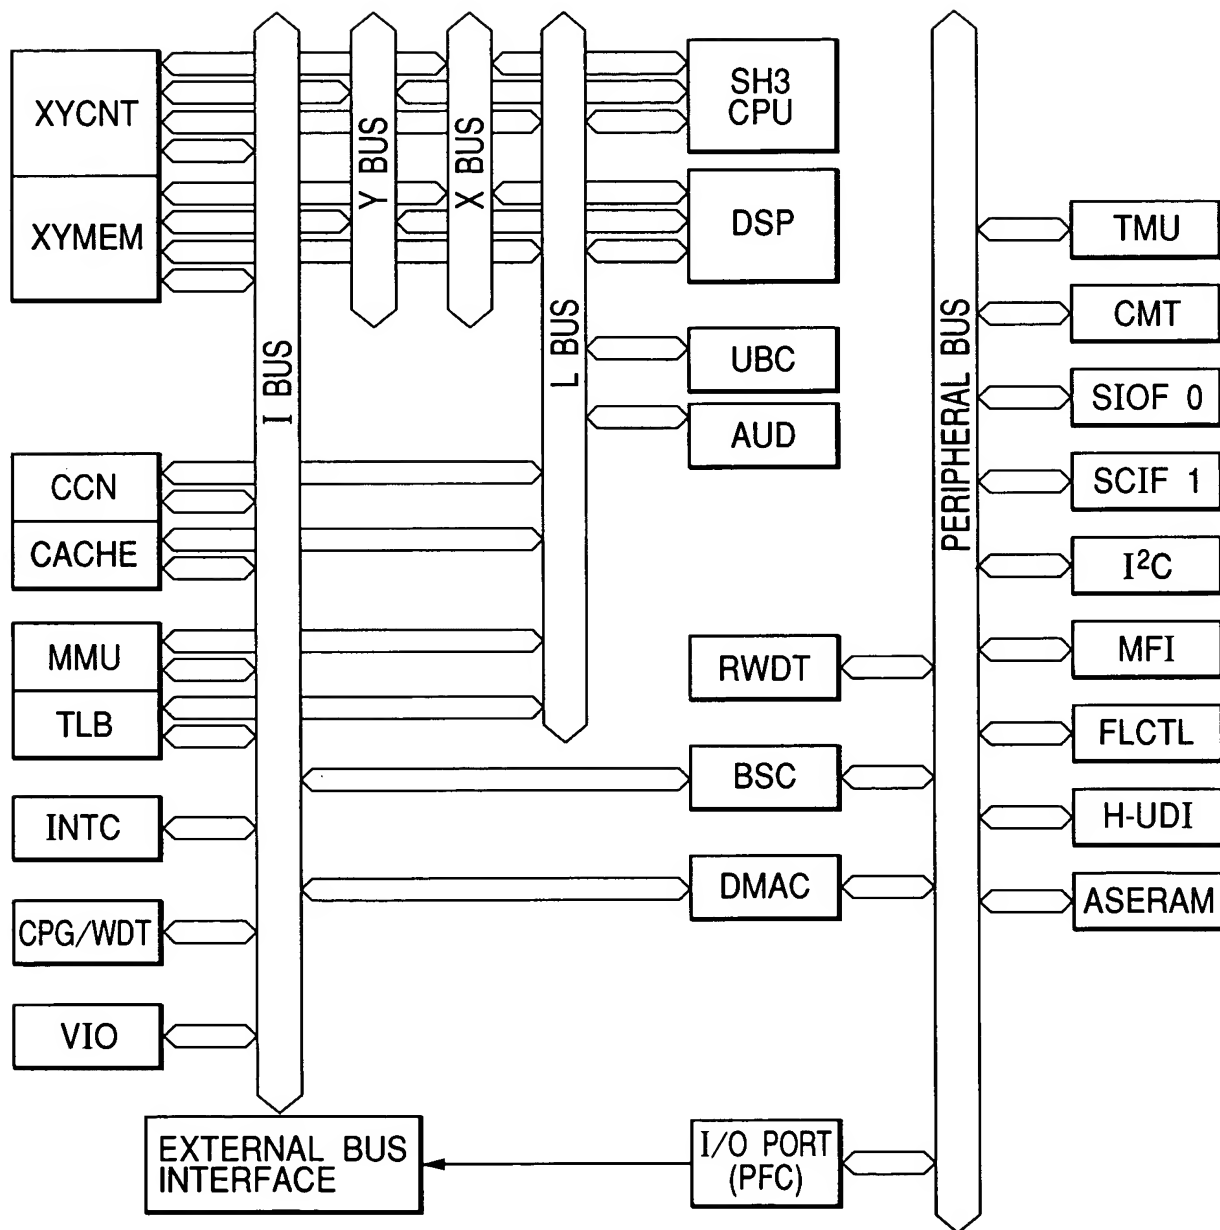 XYCNT
XYMEM
CCN
CACHE
MMU
TLB
INTC
CPG/WDT
VIO
EXTERNAL BUS
INTERFACE
I BUS
Y BUS
X BUS
L BUS
SH3
CPU
DSP
UBC
AUD
RWDT
BSC
DMAC
I/O PORT
(PFC)
PERIPHERAL BUS
TMU
CMT
SIOF 0
SCIF 1
I²C
MFI
FLCTL
H-UDI
ASERAM